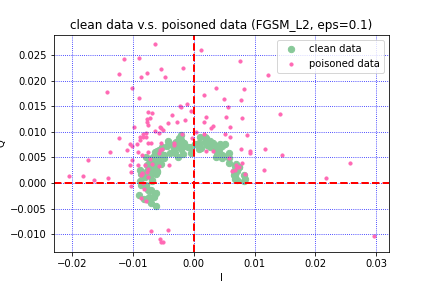 clean data v.s. poisoned data (FGSM_L2, eps=0.1)
clean data
poisoned data
0.025
0.020
0.015
0.010
0.005
0.000
−0.005
−0.010
Q
−0.02 −0.01 0.00 0.01 0.02 0.03
I